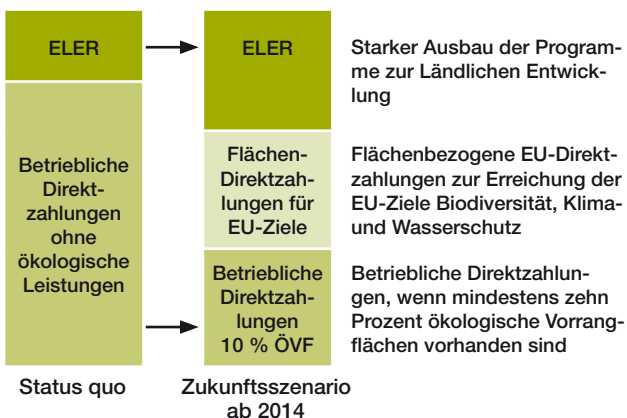 ELER
Betriebliche
Direkt-
zahlungen
ohne
ökologische
Leistungen
Status quo
ELER
Flächen-
Direktzah-
lungen für
EU-Ziele
Betriebliche
Direktzah-
lungen
10 % ÖVF
Zukunftsszenario
ab 2014
Starker Ausbau der Program-
me zur Ländlichen Entwick-
lung
Flächenbezogene EU-Direkt-
zahlungen zur Erreichung der
EU-Ziele Biodiversität, Klima-
und Wasserschutz
Betriebliche Direktzahlun-
gen, wenn mindestens zehn
Prozent ökologische Vorrang-
flächen vorhanden sind